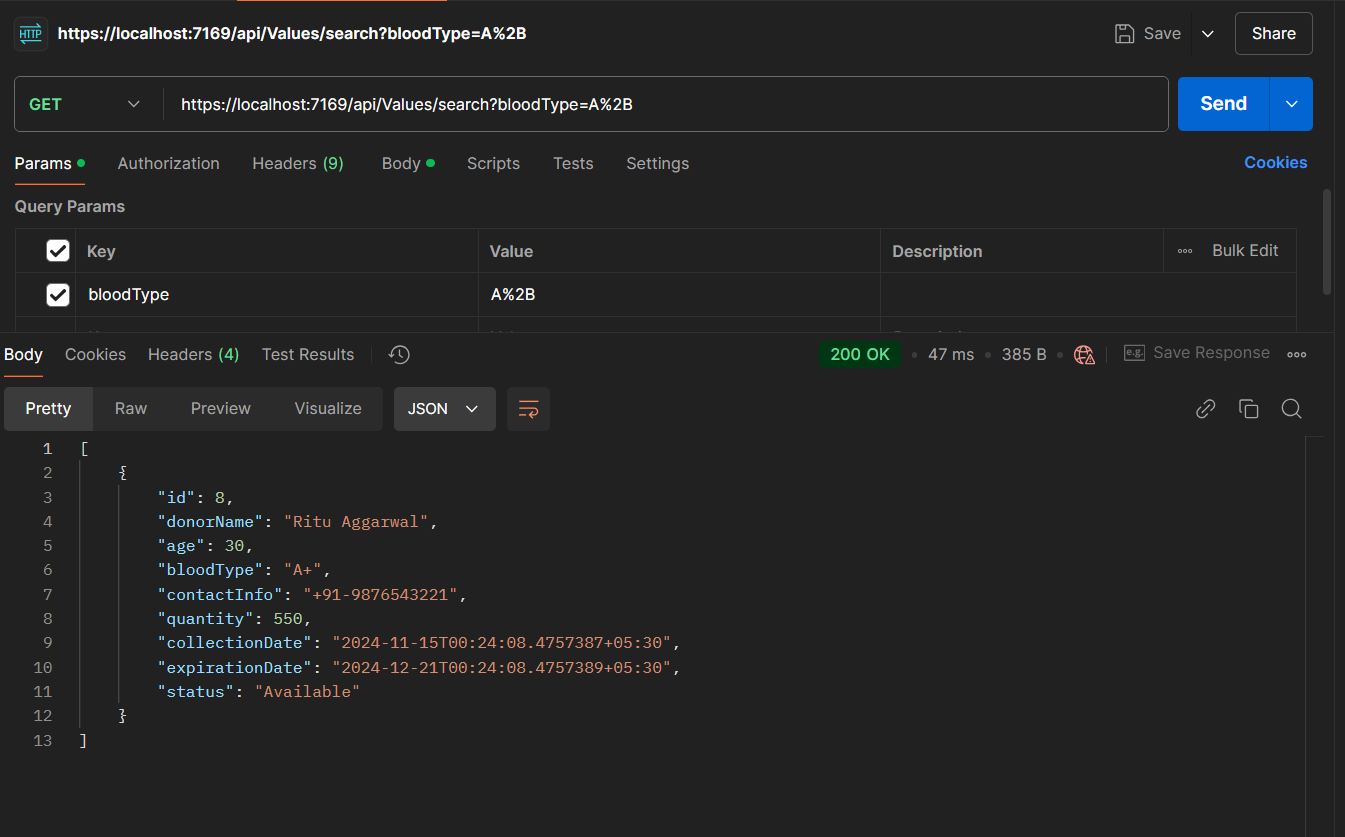 HTTP https://localhost:7169/api/Values/search?bloodType=A%2B Save Share
GET https://localhost:7169/api/Values/search?bloodType=A%2B Send
Params Authorization Headers (9) Body Scripts Tests Settings Cookies
Query Params
Key Value Description Bulk Edit
bloodType A%2B
Body Cookies Headers (4) Test Results 200 OK 47 ms 385 B e.g. Save Response
Pretty Raw Preview Visualize JSON
1 [
2 {
3 "id": 8,
4 "donorName": "Ritu Aggarwal",
5 "age": 30,
6 "bloodType": "A+",
7 "contactInfo": "+91-9876543221",
8 "quantity": 550,
9 "collectionDate": "2024-11-15T00:24:08.4757387+05:30",
10 "expirationDate": "2024-12-21T00:24:08.4757389+05:30",
11 "status": "Available"
12 }
13 ]